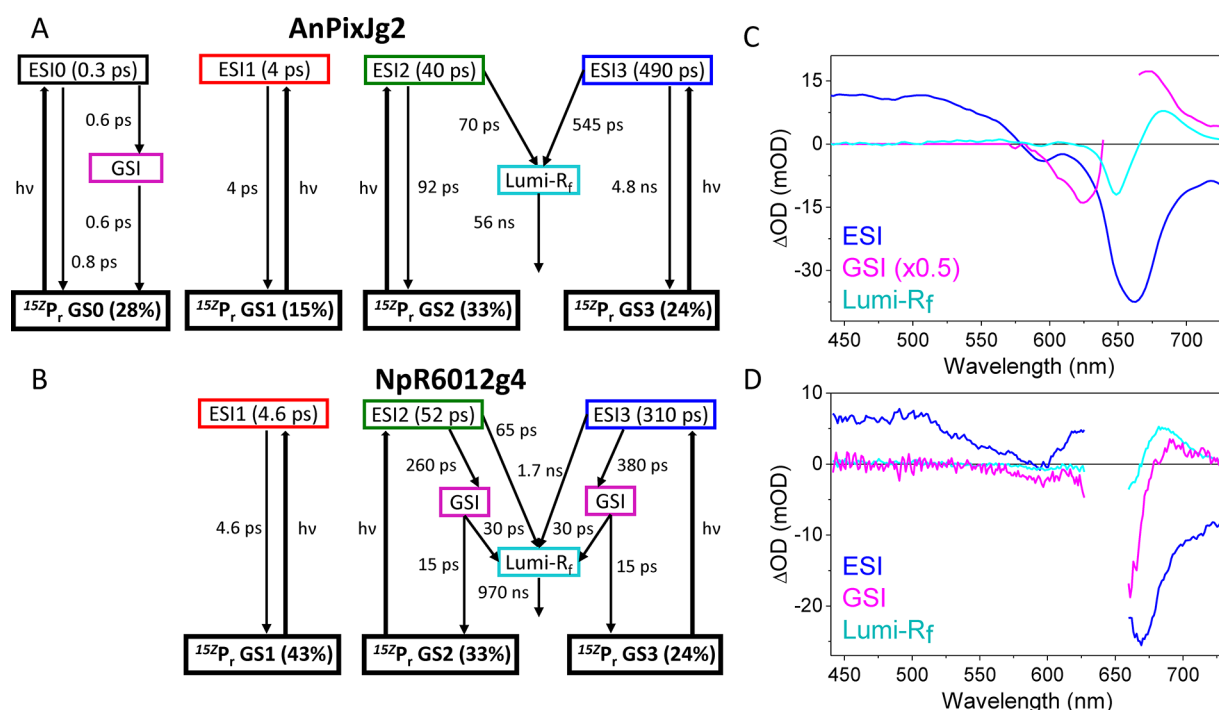 A
AnPixJg2
ESI0 (0.3 ps)
ESI1 (4 ps)
ESI2 (40 ps)
ESI3 (490 ps)
0.6 ps
70 ps
545 ps
GSI
hν
4 ps
hν
hν
92 ps
Lumi-Rf
4.8 ns
hν
0.6 ps
56 ns
0.8 ps
15ZPr GS0 (28%)
15ZPr GS1 (15%)
15ZPr GS2 (33%)
15ZPr GS3 (24%)
B
NpR6012g4
ESI1 (4.6 ps)
ESI2 (52 ps)
ESI3 (310 ps)
65 ps
260 ps
1.7 ns
380 ps
GSI
GSI
4.6 ps
hν
hν
30 ps
30 ps
hν
15 ps
Lumi-Rf
15 ps
970 ns
15ZPr GS1 (43%)
15ZPr GS2 (33%)
15ZPr GS3 (24%)
C
ΔOD (mOD)
15
0
-15
-30
ESI
GSI (x0.5)
Lumi-Rf
450 500 550 600 650 700
Wavelength (nm)
D
ΔOD (mOD)
10
0
-10
-20
ESI
GSI
Lumi-Rf
450 500 550 600 650 700
Wavelength (nm)